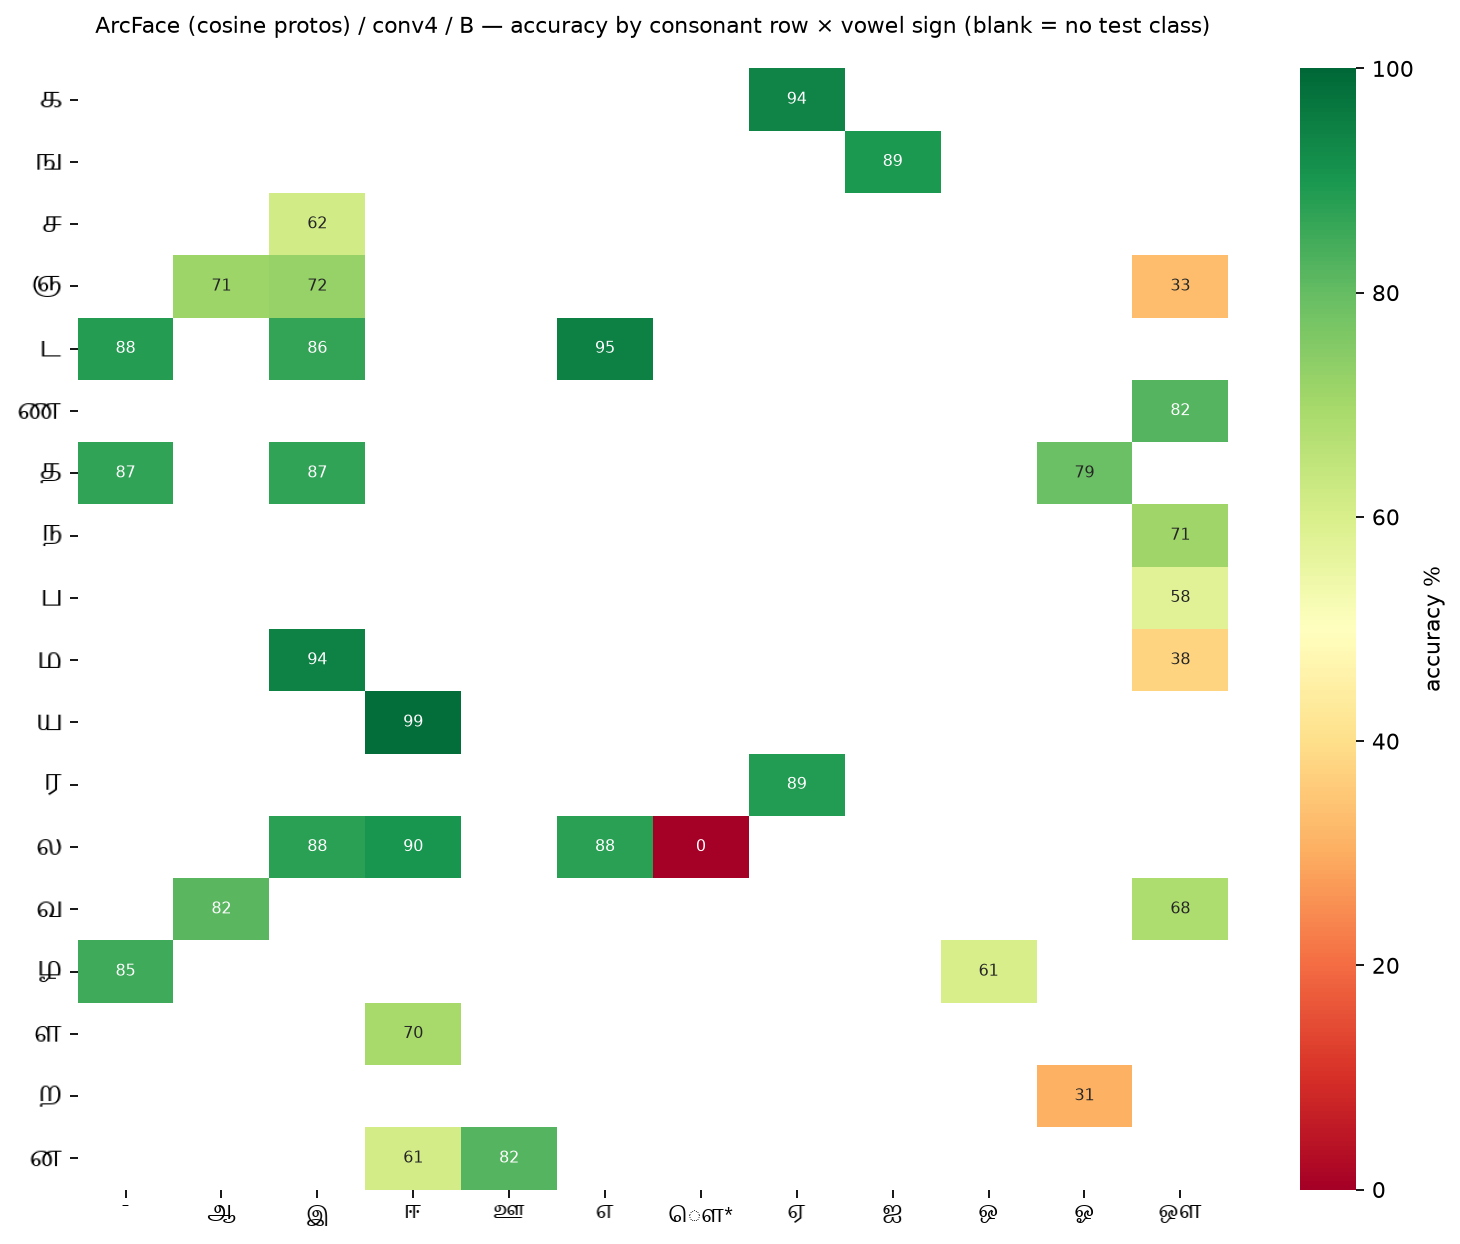 ArcFace (cosine protos) / conv4 / B — accuracy by consonant row × vowel sign (blank = no test class)
க 94
ங 89
ச 62
ஞ 71 72 33
ட 88 86 95
ண 82
த 87 87 79
ந 71
ப 58
ம 94 38
ய 99
ர 89
ல 88 90 88 0
வ 82 68
ழ 85 61
ள 70
ற 31
ன 61 82
- ஆ இ ஈ ஊ எ ௌ* ஏ ஐ ஒ ஓ ஔ
100
80
60
40
20
0
accuracy %